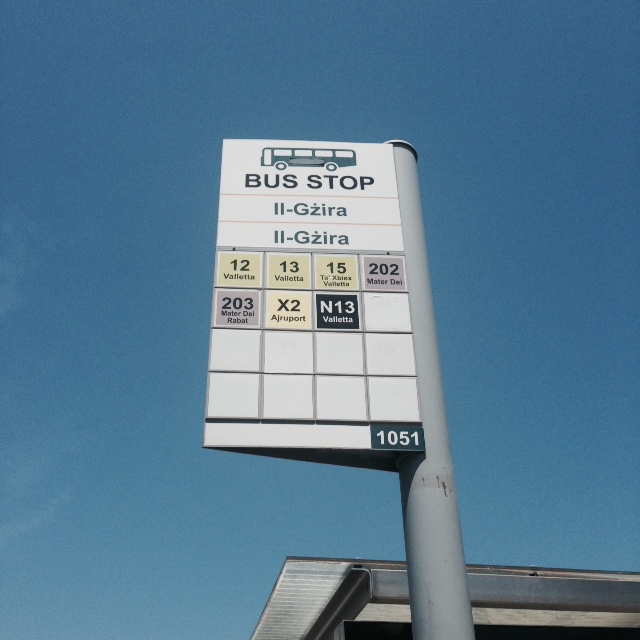 BUS STOP
Il-Gżira
Il-Gżira
12
Valletta
13
Valletta
15
Ta' Xbiex
Valletta
202
Mater Dei
203
Mater Dei
Rabat
X2
Ajruport
N13
Valletta
1051